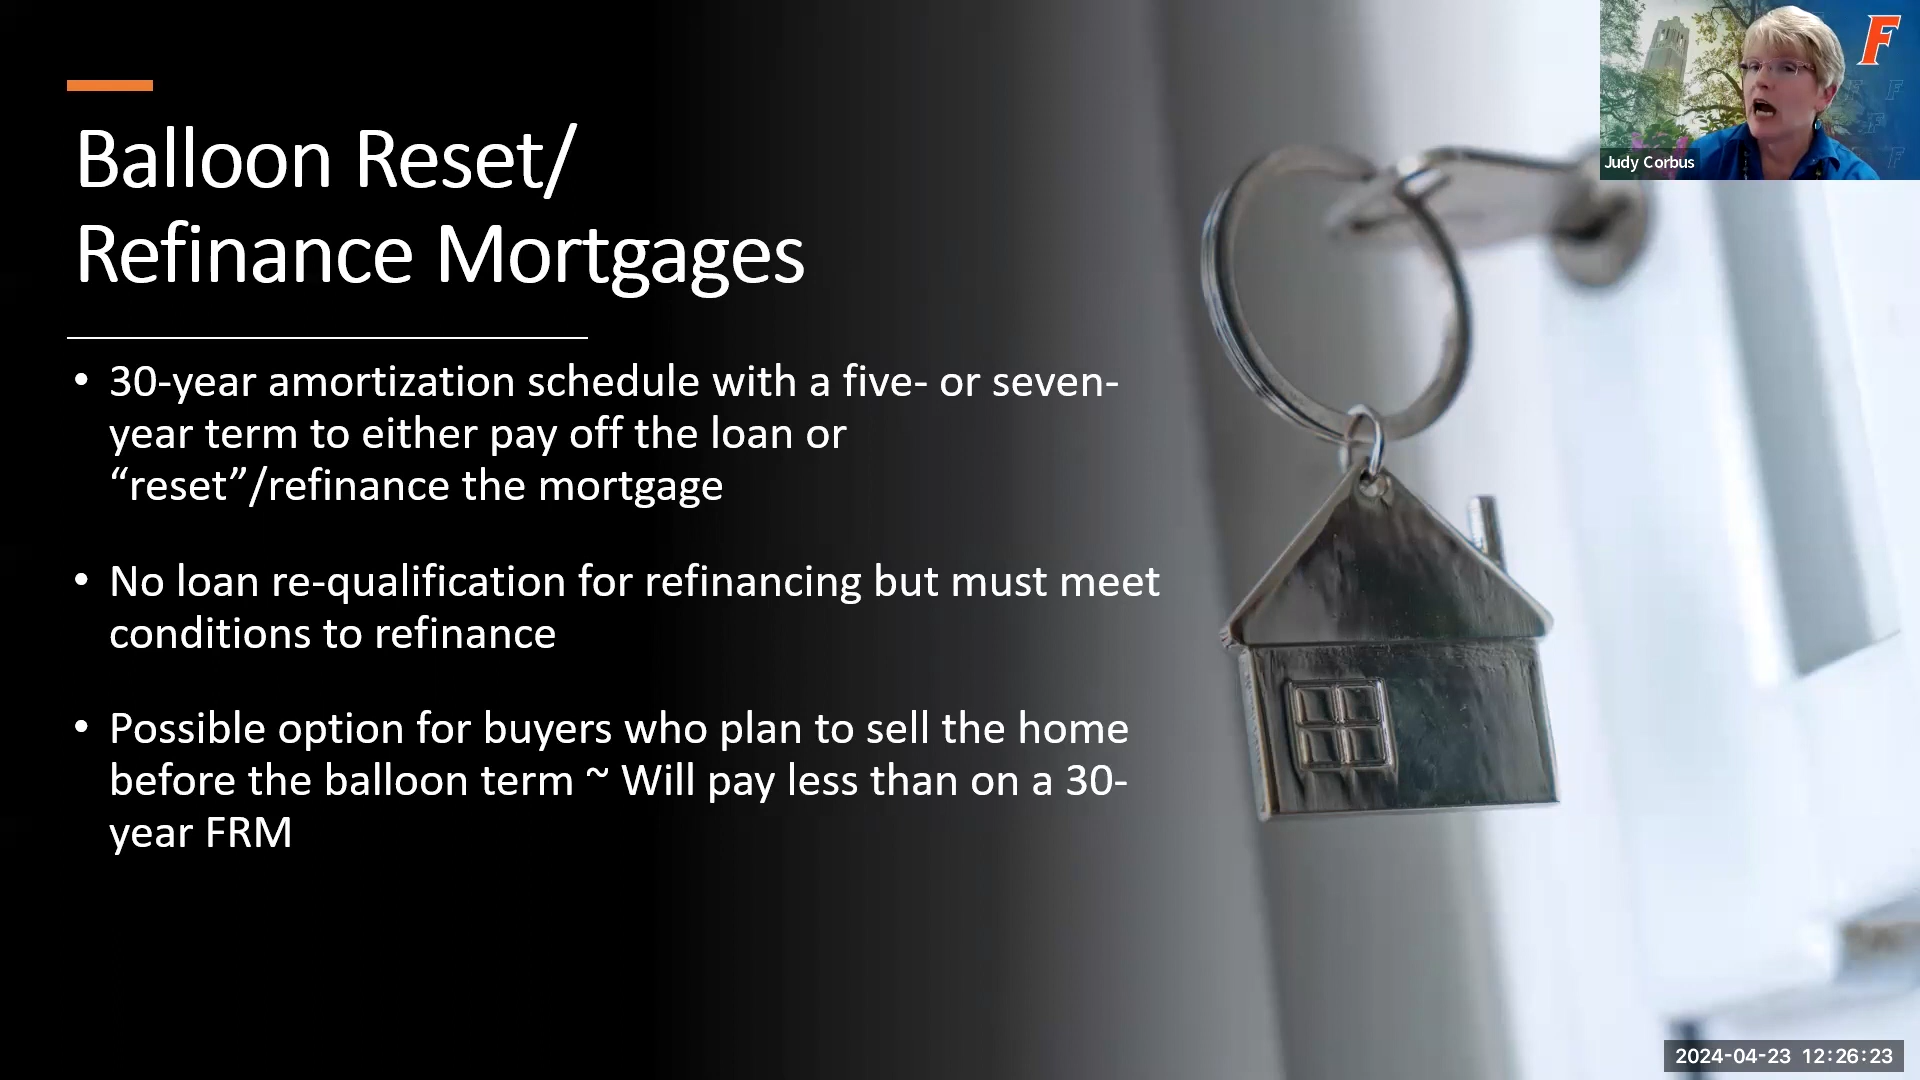 Balloon Reset/
Refinance Mortgages
• 30-year amortization schedule with a five- or seven-
year term to either pay off the loan or
“reset”/refinance the mortgage
• No loan re-qualification for refinancing but must meet
conditions to refinance
• Possible option for buyers who plan to sell the home
before the balloon term ~ Will pay less than on a 30-
year FRM
F
Judy Corbus
2024-04-23 12:26:23